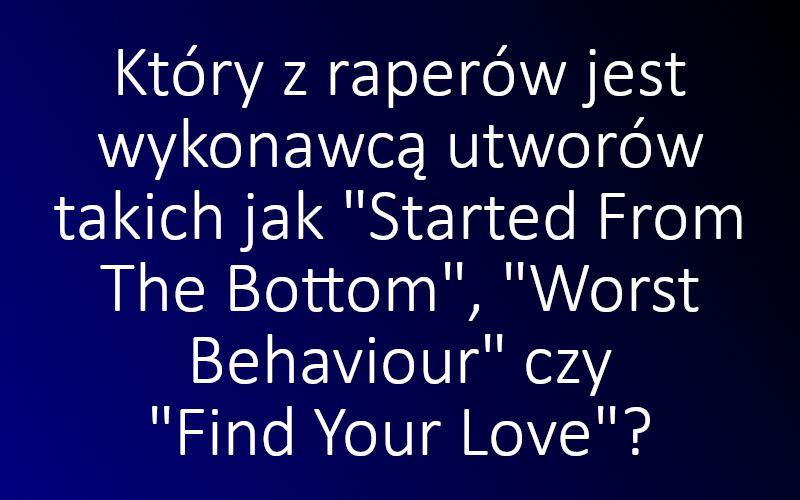 Który z raperów jest
wykonawcą utworów
takich jak "Started From
The Bottom", "Worst
Behaviour" czy
"Find Your Love"?